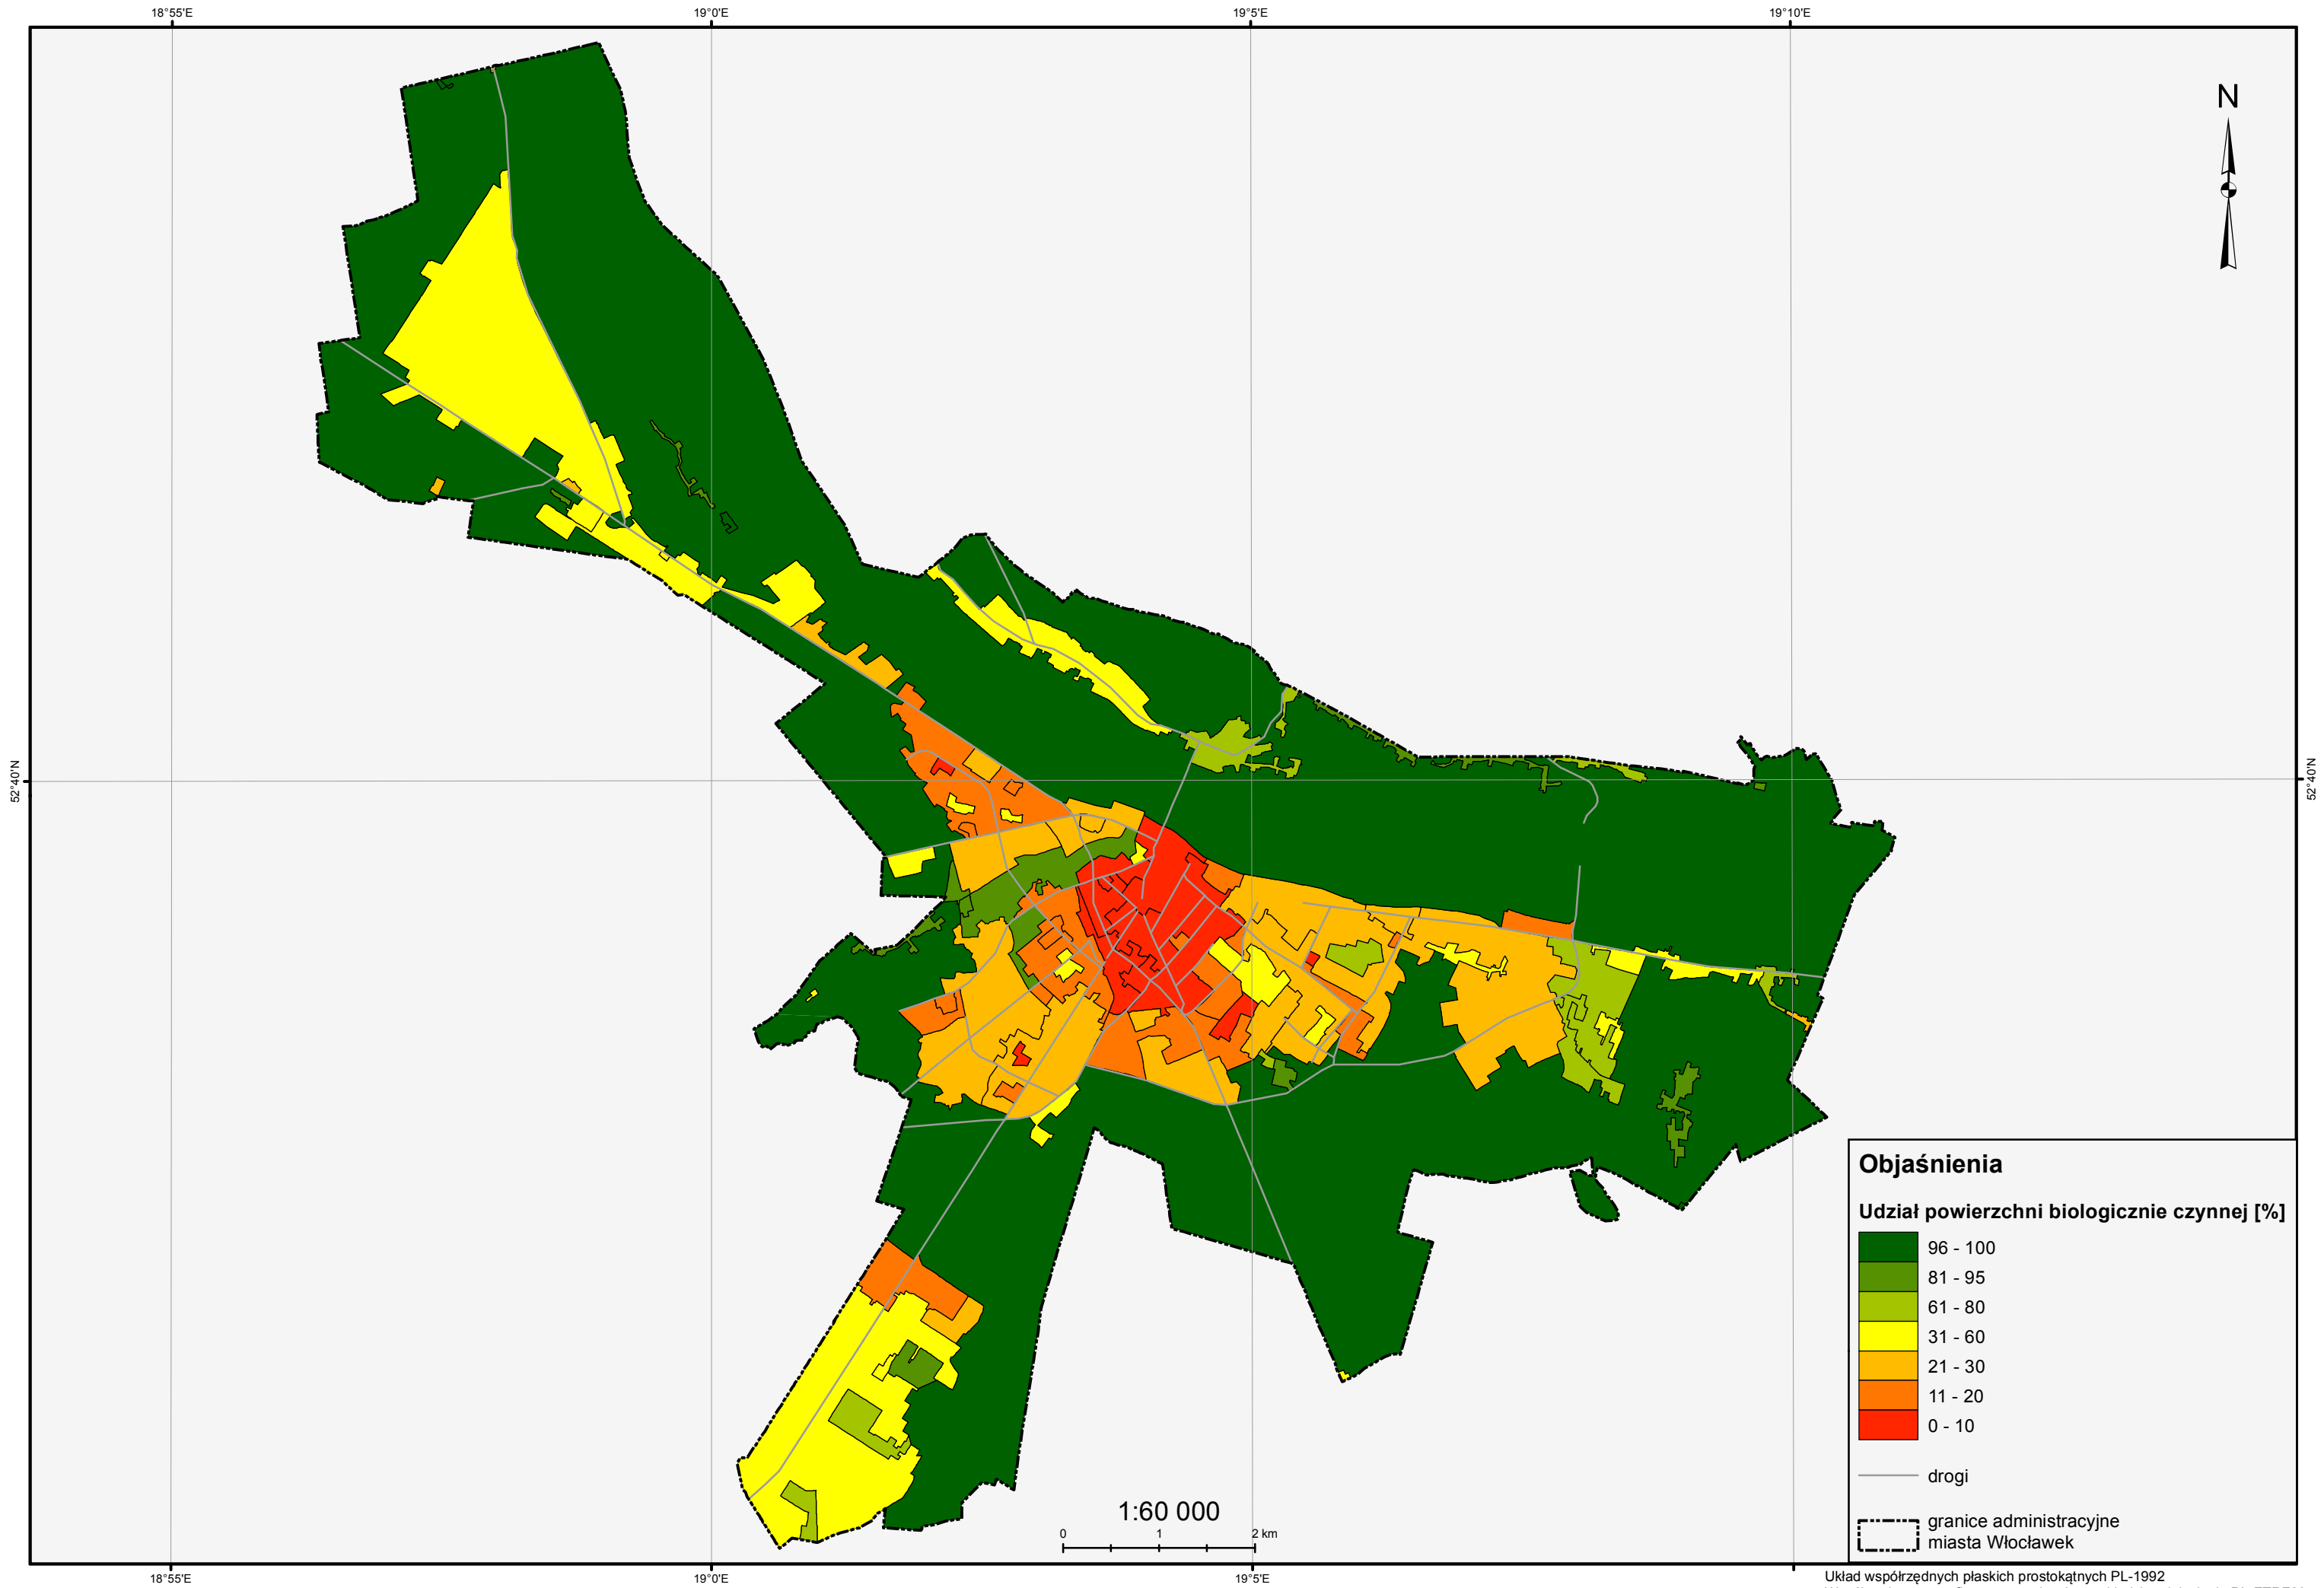 18°55'E
19°0'E
19°5'E
19°10'E
N
52°40'N
52°40'N
Objaśnienia
Udział powierzchni biologicznie czynnej [%]
96 - 100
81 - 95
61 - 80
31 - 60
21 - 30
11 - 20
0 - 10
drogi
granice administracyjne
miasta Włocławek
1:60 000
0 1 2 km
18°55'E
19°0'E
19°5'E
Układ współrzędnych płaskich prostokątnych PL-1992